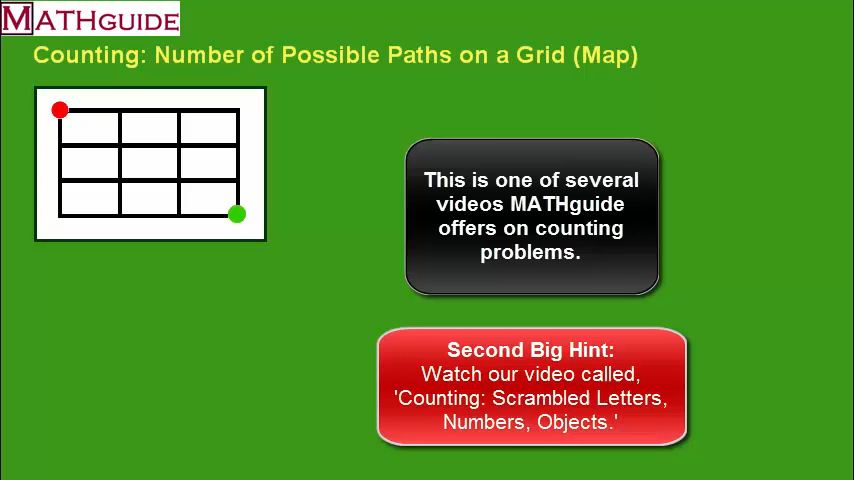 MATHGUIDE
Counting: Number of Possible Paths on a Grid (Map)
This is one of several
videos MATHguide
offers on counting
problems.
Second Big Hint:
Watch our video called,
'Counting: Scrambled Letters,
Numbers, Objects.'